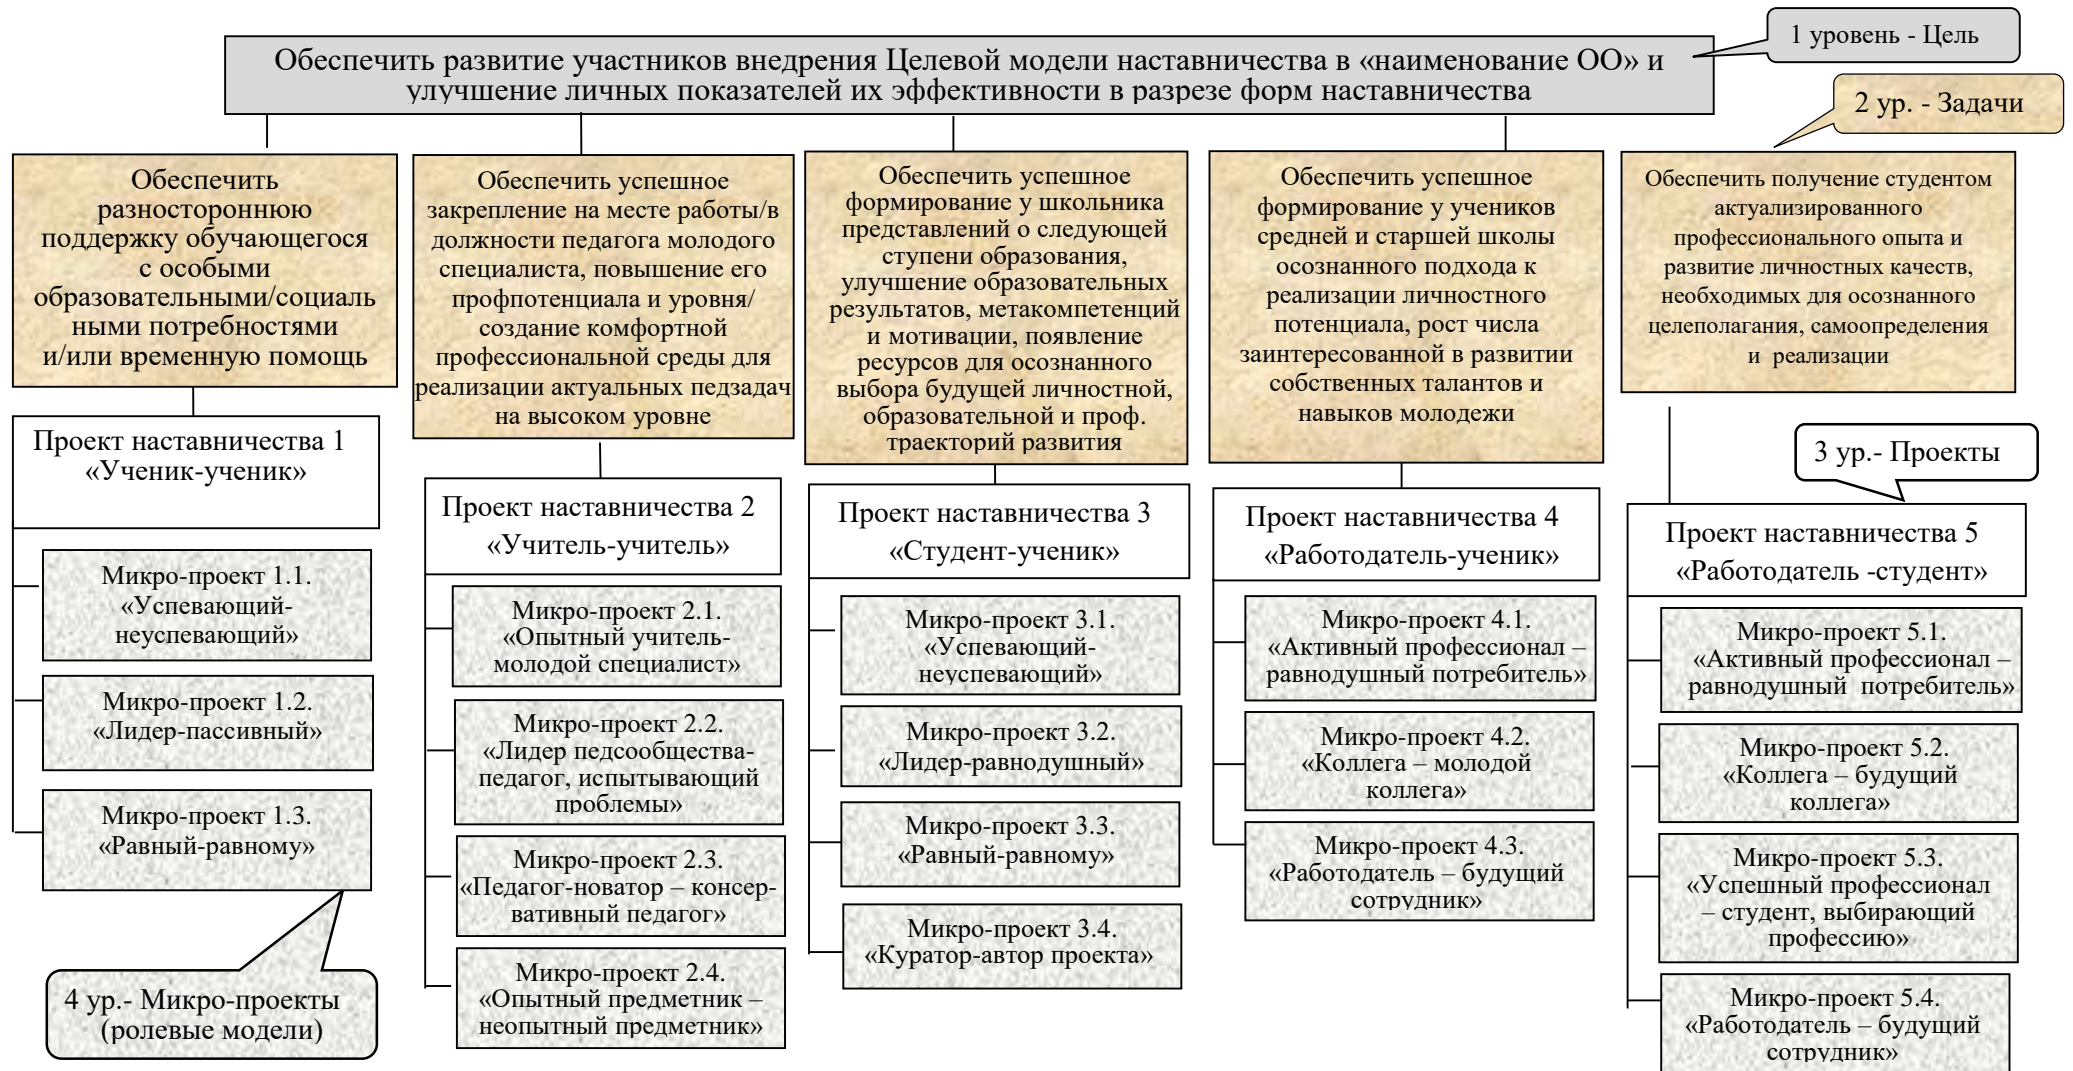 1 уровень - Цель
Обеспечить развитие участников внедрения Целевой модели наставничества в «наименование ОО» и
улучшение личных показателей их эффективности в разрезе форм наставничества
2 ур. - Задачи
Обеспечить
разностороннюю
поддержку обучающегося
с особыми
образовательными/социаль
ными потребностями
и/или временную помощь
Обеспечить успешное
закрепление на месте работы/в
должности педагога молодого
специалиста, повышение его
профпотенциала и уровня/
создание комфортной
профессиональной среды для
реализации актуальных педзадач
на высоком уровне
Обеспечить успешное
формирование у школьника
представлений о следующей
ступени образования,
улучшение образовательных
результатов, метакомпетенций
и мотивации, появление
ресурсов для осознанного
выбора будущей личностной,
образовательной и проф.
траекторий развития
Обеспечить успешное
формирование у учеников
средней и старшей школы
осознанного подхода к
реализации личностного
потенциала, рост числа
заинтересованной в развитии
собственных талантов и
навыков молодежи
Обеспечить получение студентом
актуализированного
профессионального опыта и
развитие личностных качеств,
необходимых для осознанного
целеполагания, самоопределения
и реализации
3 ур.- Проекты
Проект наставничества 1
«Ученик-ученик»
Микро-проект 1.1.
«Успевающий-
неуспевающий»
Микро-проект 1.2.
«Лидер-пассивный»
Микро-проект 1.3.
«Равный-равному»
4 ур.- Микро-проекты
(ролевые модели)
Проект наставничества 2
«Учитель-учитель»
Микро-проект 2.1.
«Опытный учитель-
молодой специалист»
Микро-проект 2.2.
«Лидер педсообщества-
педагог, испытывающий
проблемы»
Микро-проект 2.3.
«Педагог-новатор – консер-
вативный педагог»
Микро-проект 2.4.
«Опытный предметник –
неопытный предметник»
Проект наставничества 3
«Студент-ученик»
Микро-проект 3.1.
«Успевающий-
неуспевающий»
Микро-проект 3.2.
«Лидер-равнодушный»
Микро-проект 3.3.
«Равный-равному»
Микро-проект 3.4.
«Куратор-автор проекта»
Проект наставничества 4
«Работодатель-ученик»
Микро-проект 4.1.
«Активный профессионал –
равнодушный потребитель»
Микро-проект 4.2.
«Коллега – молодой
коллега»
Микро-проект 4.3.
«Работодатель – будущий
сотрудник»
Проект наставничества 5
«Работодатель -студент»
Микро-проект 5.1.
«Активный профессионал –
равнодушный потребитель»
Микро-проект 5.2.
«Коллега – будущий
коллега»
Микро-проект 5.3.
«Успешный профессионал
– студент, выбирающий
профессию»
Микро-проект 5.4.
«Работодатель – будущий
сотрудник»